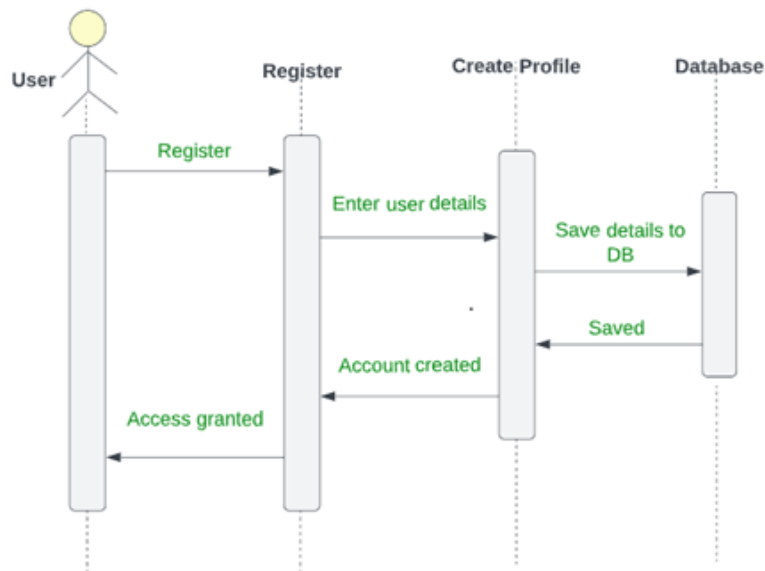 User
Register
Create Profile
Database
Register
Enter user details
Save details to
DB
Saved
Account created
Access granted